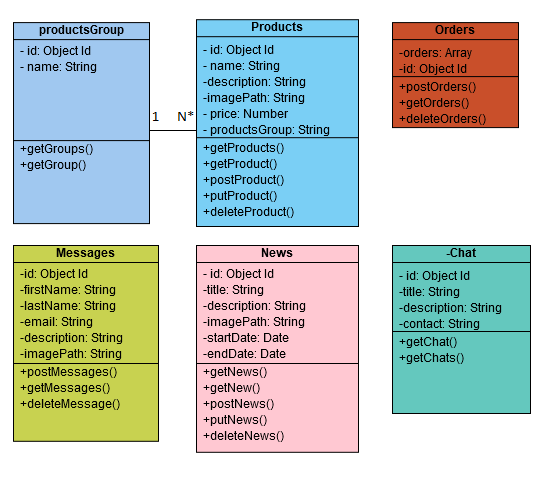 productsGroup
- id: Object Id
- name: String
+getGroups()
+getGroup()
1
N*
Products
- id: Object Id
- name: String
-description: String
-imagePath: String
- price: Number
- productsGroup: String
+getProducts()
+getProduct()
+postProduct()
+putProduct()
+deleteProduct()
Orders
-orders: Array
-id: Object Id
+postOrders()
+getOrders()
+deleteOrders()
Messages
-id: Object Id
-firstName: String
-lastName: String
-email: String
-description: String
-imagePath: String
+postMessages()
+getMessages()
+deleteMessage()
News
- id: Object Id
-title: String
-description: String
-imagePath: String
-startDate: Date
-endDate: Date
+getNews()
+getNew()
+postNews()
+putNews()
+deleteNews()
-Chat
- id: Object Id
-title: String
-description: String
-contact: String
+getChat()
+getChats()